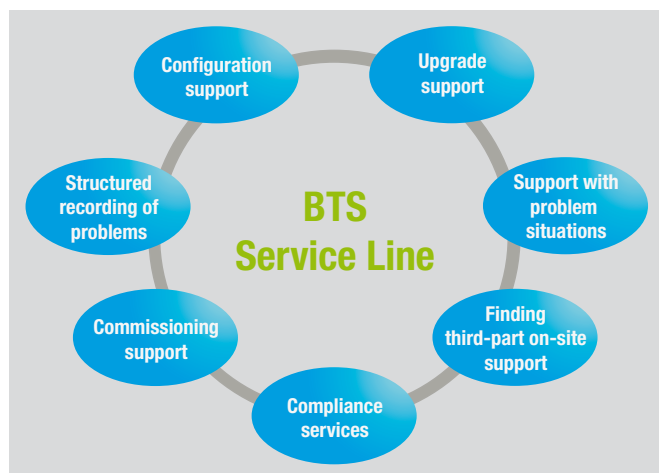 Configuration
support
Upgrade
support
Structured
recording of
problems
BTS
Service Line
Support with
problem
situations
Commissioning
support
Finding
third-part on-site
support
Compliance
services